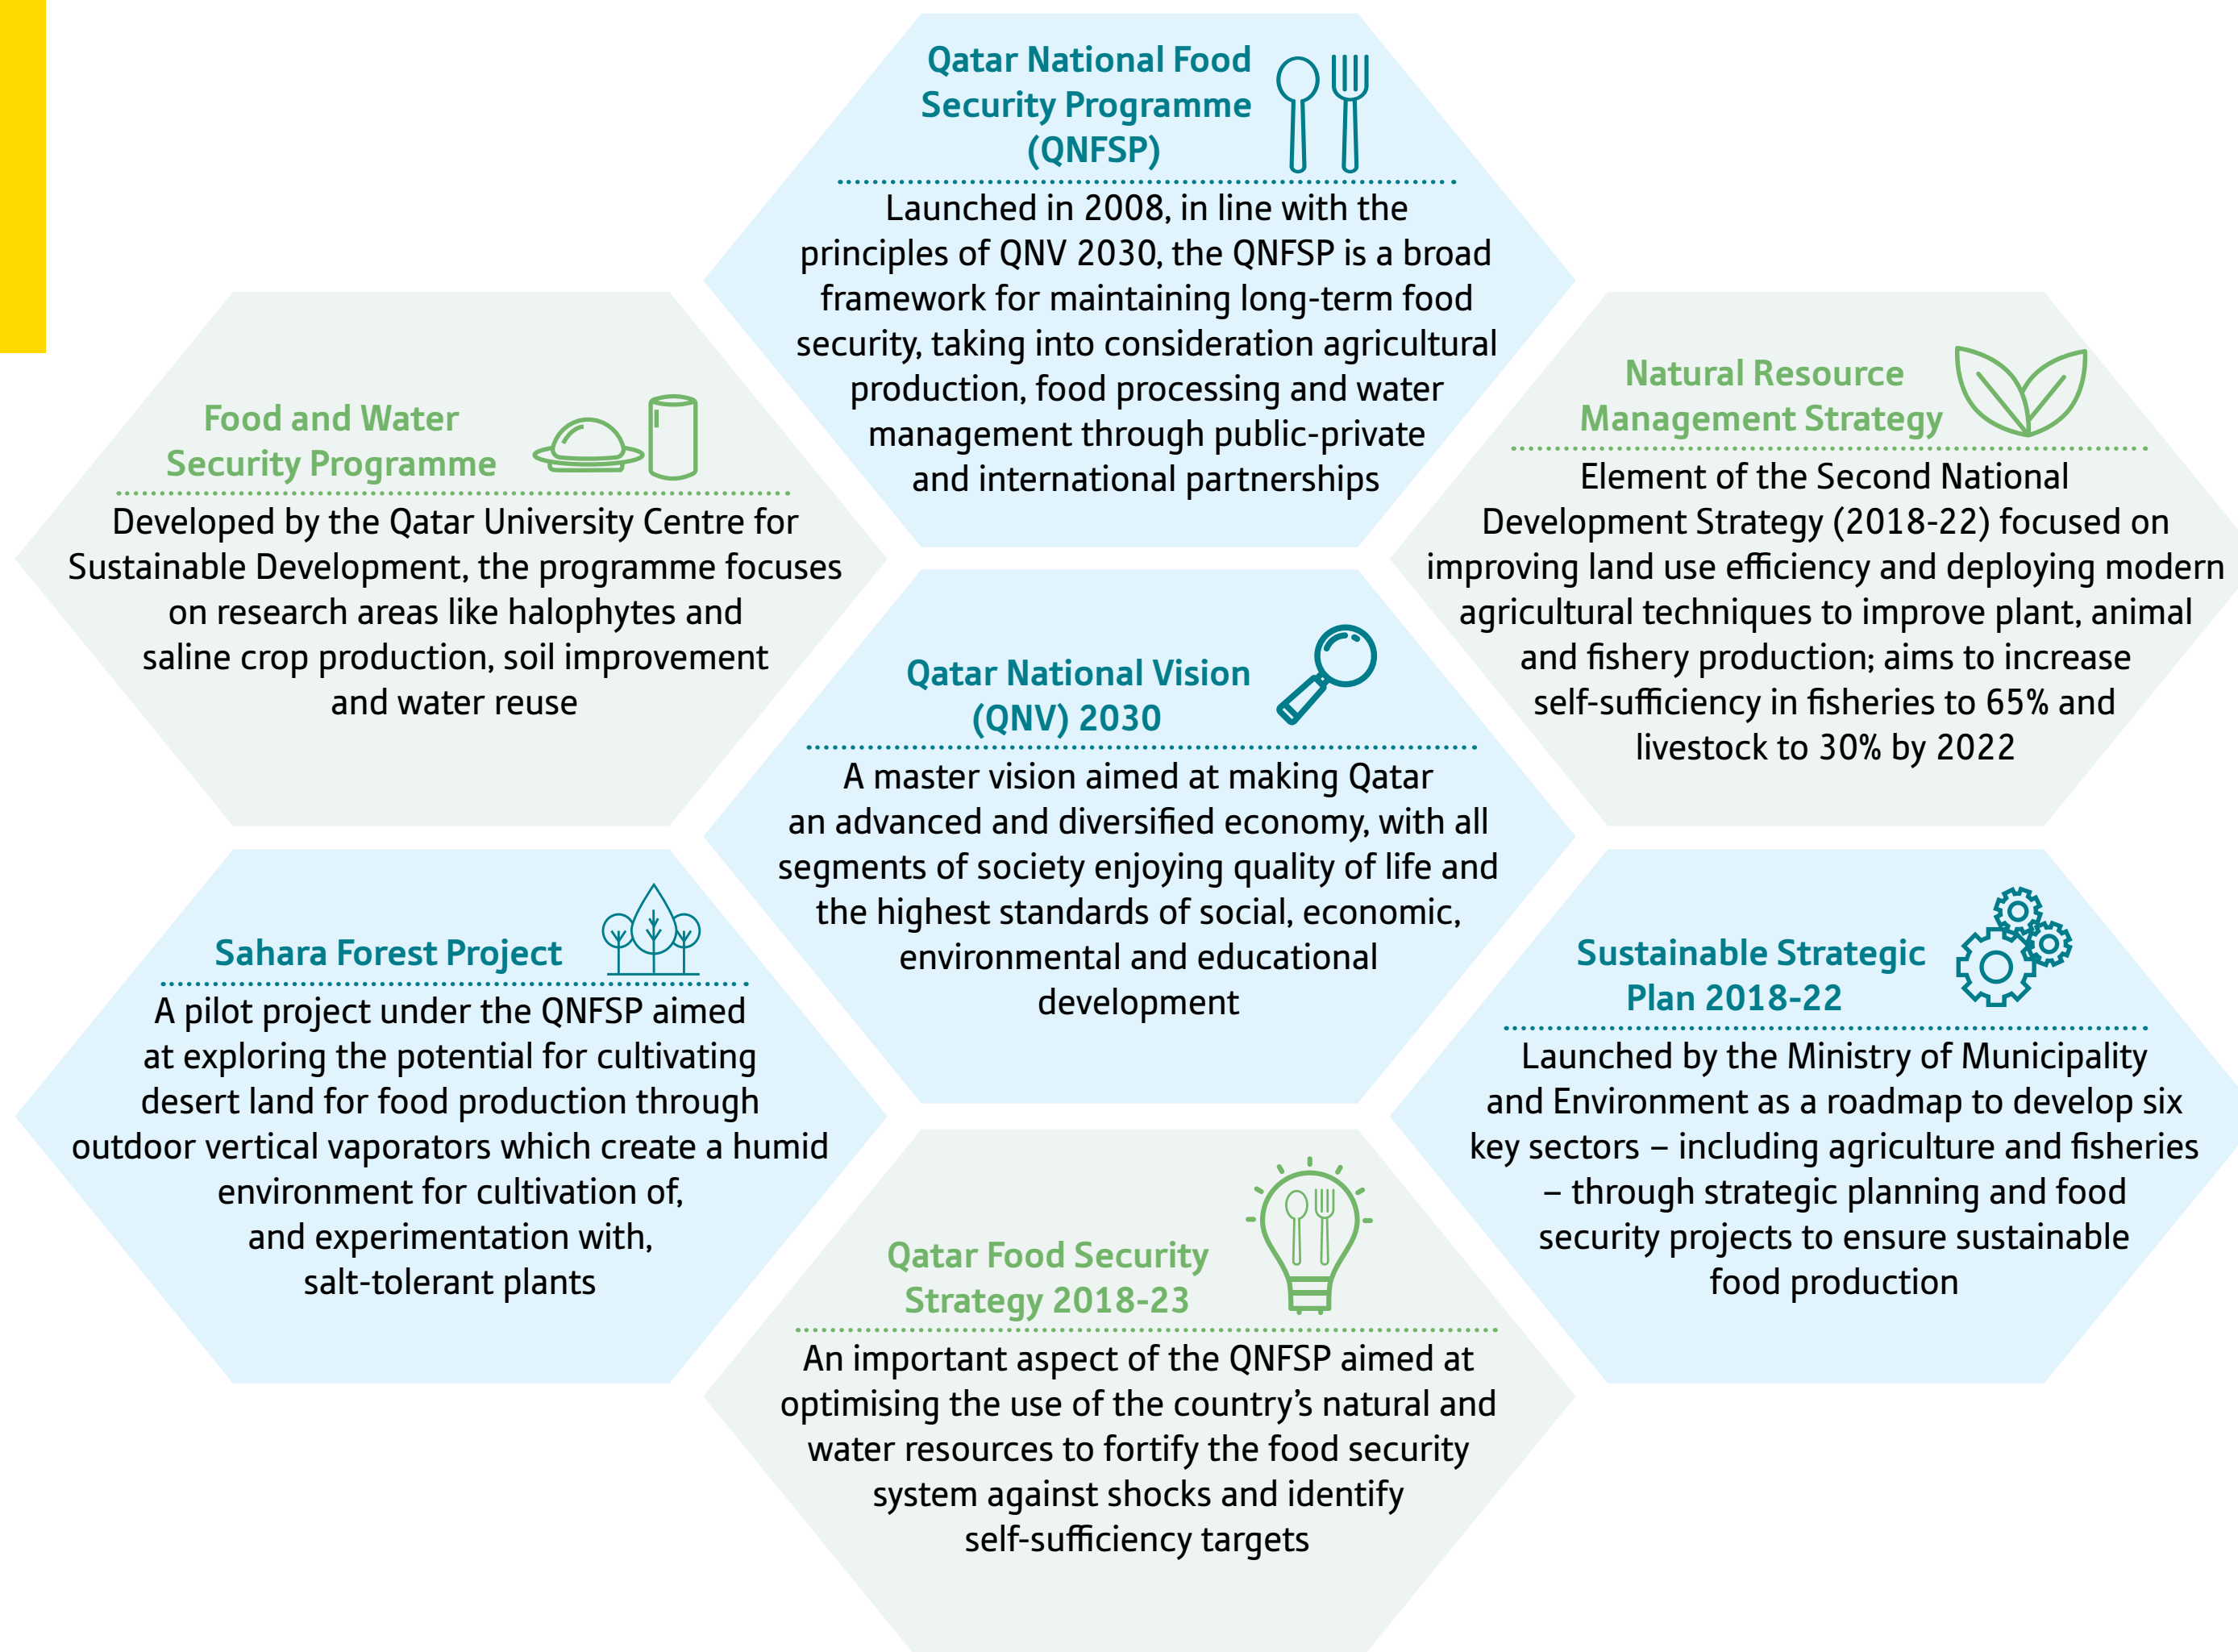 Qatar National Food
Security Programme
(QNFSP)
Launched in 2008, in line with the
principles of QNV 2030, the QNFSP is a broad
framework for maintaining long-term food
security, taking into consideration agricultural
production, food processing and water
management through public-private
and international partnerships
Food and Water
Security Programme
Developed by the Qatar University Centre for
Sustainable Development, the programme focuses
on research areas like halophytes and
saline crop production, soil improvement
and water reuse
Natural Resource
Management Strategy
Element of the Second National
Development Strategy (2018-22) focused on
improving land use efficiency and deploying modern
agricultural techniques to improve plant, animal
and fishery production; aims to increase
self-sufficiency in fisheries to 65% and
livestock to 30% by 2022
Qatar National Vision
(QNV) 2030
A master vision aimed at making Qatar
an advanced and diversified economy, with all
segments of society enjoying quality of life and
the highest standards of social, economic,
environmental and educational
development
Sahara Forest Project
A pilot project under the QNFSP aimed
at exploring the potential for cultivating
desert land for food production through
outdoor vertical vaporators which create a humid
environment for cultivation of,
and experimentation with,
salt-tolerant plants
Sustainable Strategic
Plan 2018-22
Launched by the Ministry of Municipality
and Environment as a roadmap to develop six
key sectors – including agriculture and fisheries
– through strategic planning and food
security projects to ensure sustainable
food production
Qatar Food Security
Strategy 2018-23
An important aspect of the QNFSP aimed at
optimising the use of the country’s natural and
water resources to fortify the food security
system against shocks and identify
self-sufficiency targets